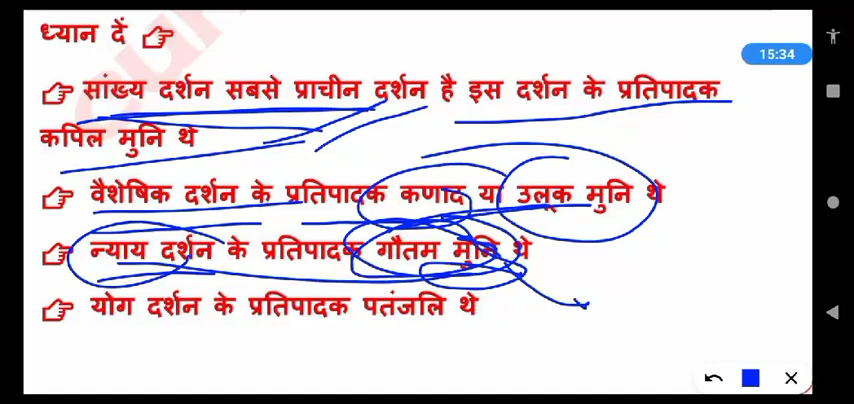 ध्यान दें
15:34
सांख्य दर्शन सबसे प्राचीन दर्शन है इस दर्शन के प्रतिपादक
कपिल मुनि थे
वैशेषिक दर्शन के प्रतिपादक कणाद या उलूक मुनि थे
न्याय दर्शन के प्रतिपादक गौतम मुनि थे
योग दर्शन के प्रतिपादक पतंजलि थे